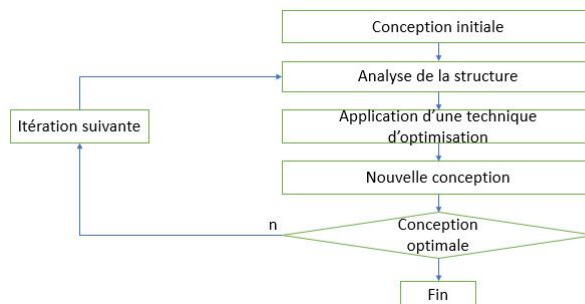 Conception initiale
Analyse de la structure
Application d'une technique
d'optimisation
Itération suivante
Nouvelle conception
n
Conception
optimale
Fin